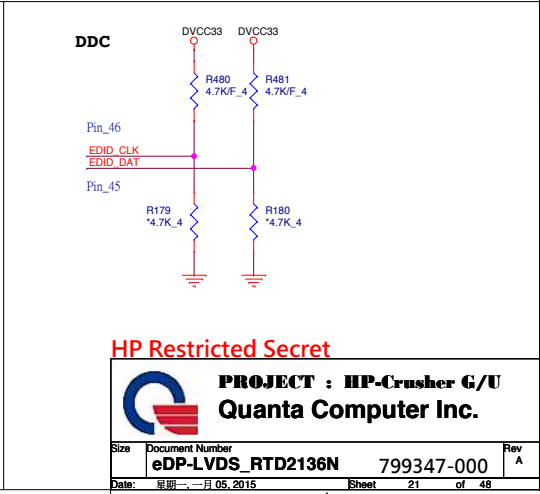 DDC
DVCC33 DVCC33
R480 R481
4.7K/F_4 4.7K/F_4
Pin_46
EDID_CLK
EDID_DAT
Pin_45
R179 R180
*4.7K_4 *4.7K_4
HP Restricted Secret
PROJECT : HP-Crusher G/U
Quanta Computer Inc.
Size Document Number Rev
eDP-LVDS_RTD2136N 799347-000 A
Date: 星期一, 一月 05, 2015 Sheet 21 of 48